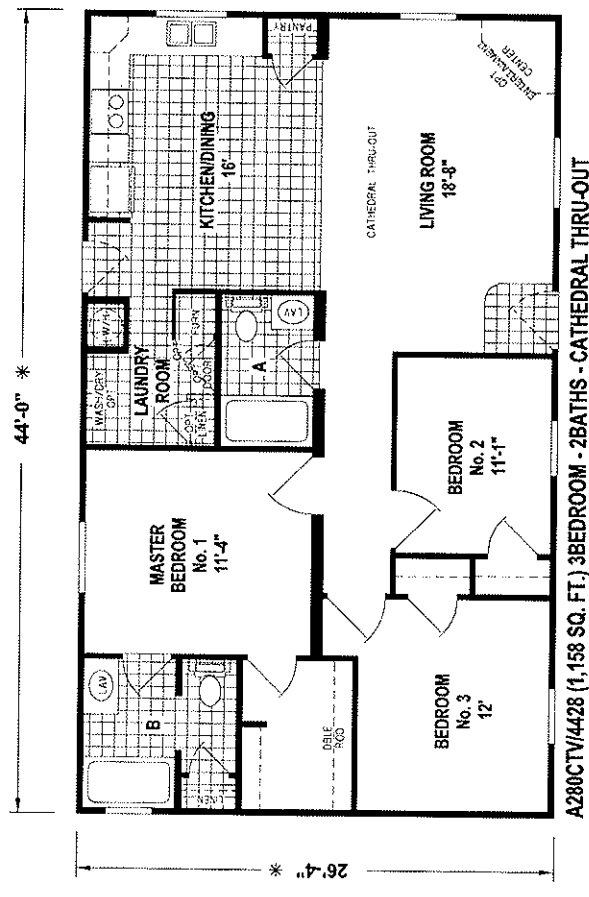 44'-0" *
26'-4" *
PANTRY
KITCHEN/DINING
16'
OPT
ENTERTAINMENT
CENTER
CATHEDRAL THRU-OUT
LIVING ROOM
18'-8"
W/H
WASH/DRY
OPT
LAUNDRY
ROOM
OPT
FURN
OPT
DOOR
OPT
LINEN
A
LAV
BEDROOM
No. 2
11'-1"
MASTER
BEDROOM
No. 1
11'-4"
LAV
B
LINEN
DBLE
ROD
BEDROOM
No. 3
12'
A280CTV/4428 (1,158 SQ. FT.) 3BEDROOM - 2BATHS - CATHEDRAL THRU-OUT